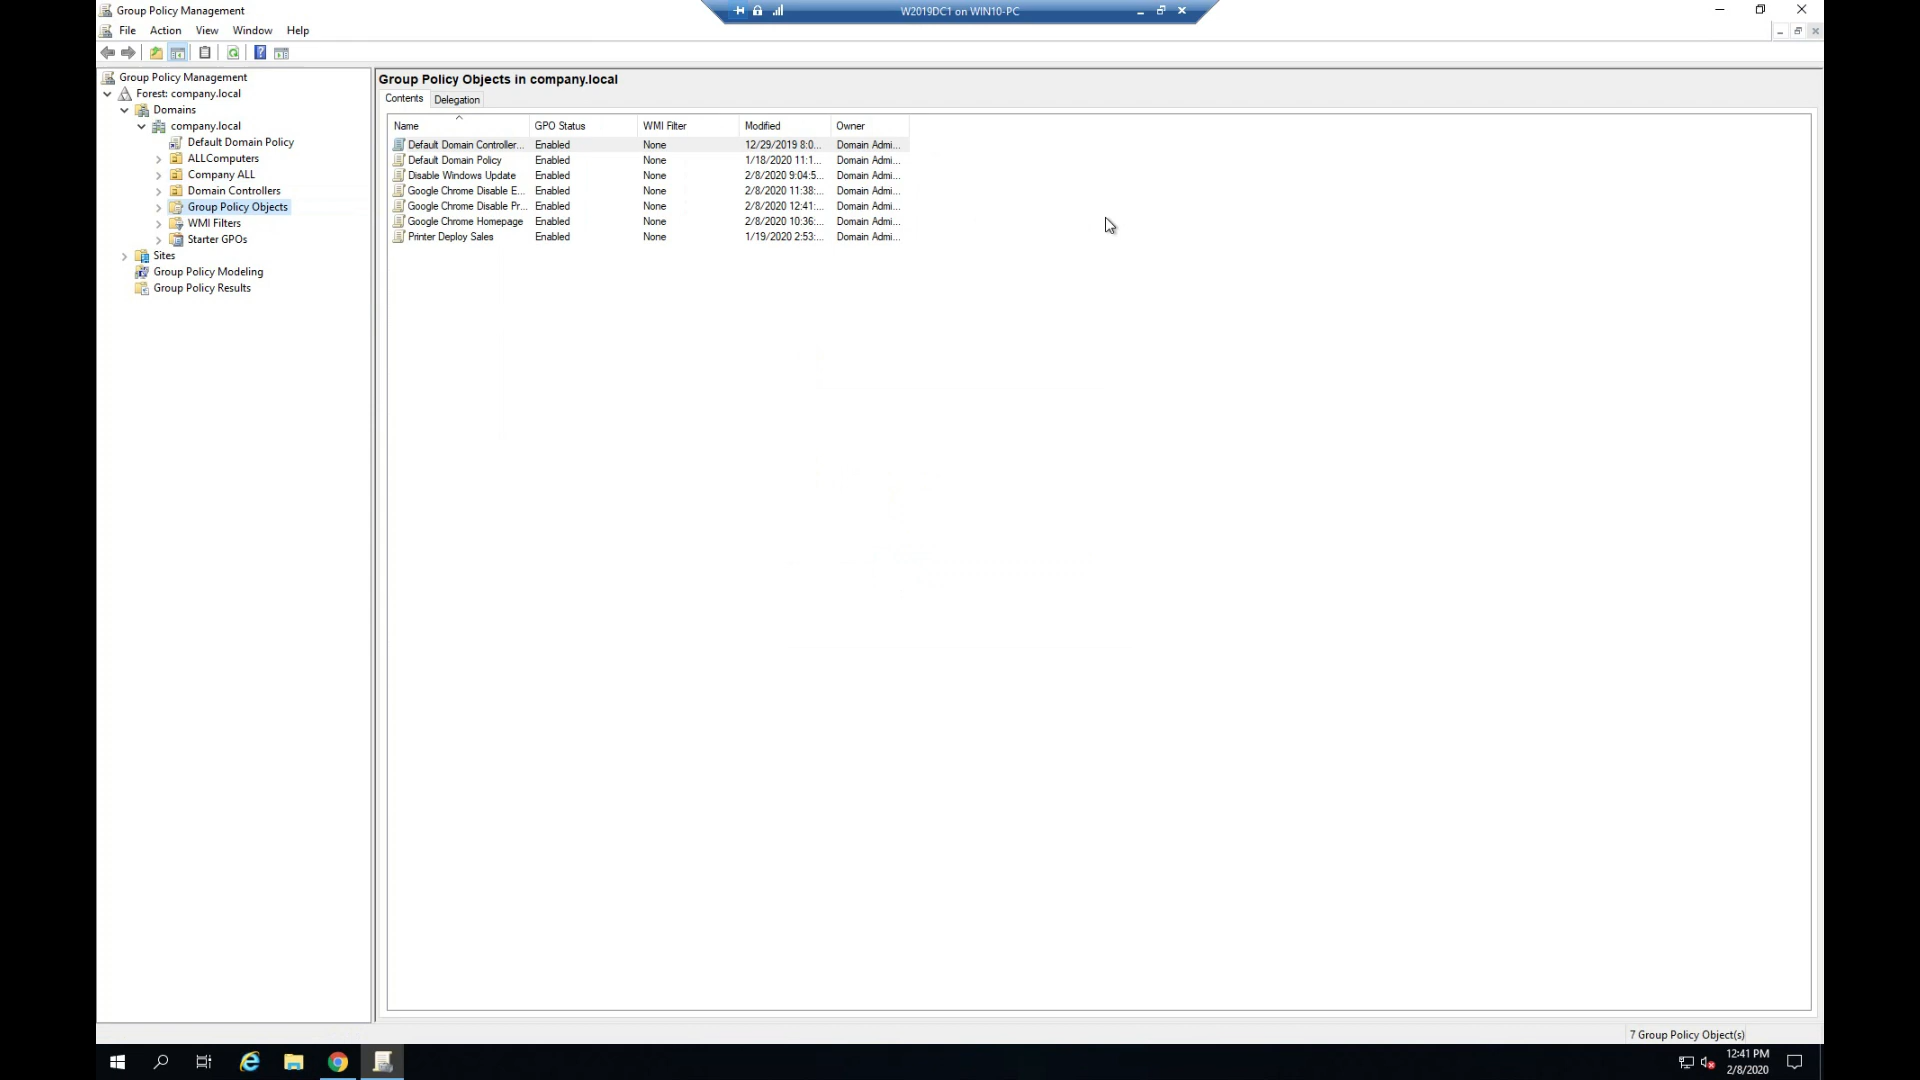 Group Policy Management
W2019DC1 on WIN10-PC
File Action View Window Help
Group Policy Management
Forest: company.local
Domains
company.local
Default Domain Policy
ALLComputers
Company ALL
Domain Controllers
Group Policy Objects
WMI Filters
Starter GPOs
Sites
Group Policy Modeling
Group Policy Results
Group Policy Objects in company.local
Contents Delegation
Name GPO Status WMI Filter Modified Owner
Default Domain Controller... Enabled None 12/29/2019 8:0... Domain Admi...
Default Domain Policy Enabled None 1/18/2020 11:1... Domain Admi...
Disable Windows Update Enabled None 2/8/2020 9:04:5... Domain Admi...
Google Chrome Disable E... Enabled None 2/8/2020 11:38:... Domain Admi...
Google Chrome Disable Pr... Enabled None 2/8/2020 12:41:... Domain Admi...
Google Chrome Homepage Enabled None 2/8/2020 10:36:... Domain Admi...
Printer Deploy Sales Enabled None 1/19/2020 2:53:... Domain Admi...
7 Group Policy Object(s)
12:41 PM
2/8/2020